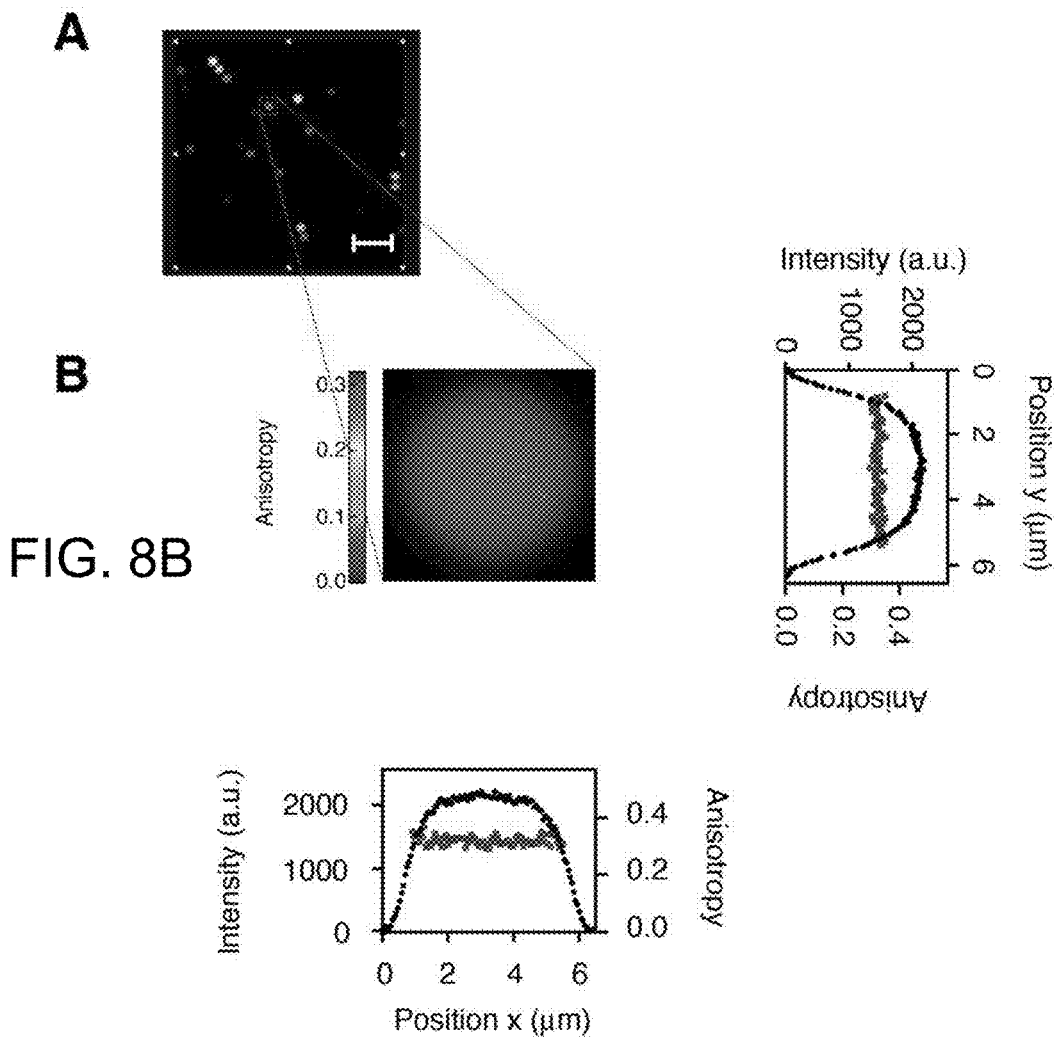 A
B
FIG. 8B
Anisotropy
0.3
0.2
0.1
0.0
Intensity (a.u.)
0 1000 2000
0 2 4 6
Position y (µm)
0.0 0.2 0.4
Anisotropy
Intensity (a.u.)
2000
1000
0
0.4
0.2
0.0
Anisotropy
0 2 4 6
Position x (µm)